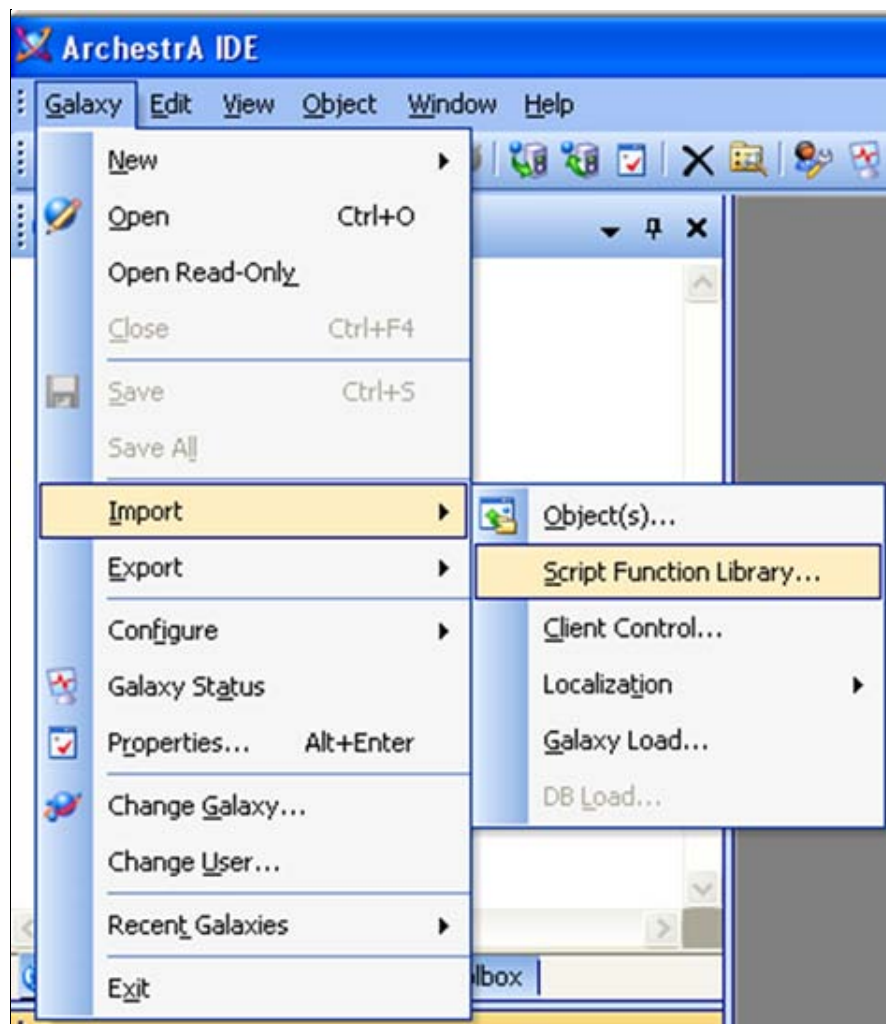 ArchestrA IDE
Galaxy Edit View Object Window Help
New
Open Ctrl+O
Open Read-Only
Close Ctrl+F4
Save Ctrl+S
Save All
Import
Export
Configure
Galaxy Status
Properties... Alt+Enter
Change Galaxy...
Change User...
Recent Galaxies
Exit
Object(s)...
Script Function Library...
Client Control...
Localization
Galaxy Load...
DB Load...